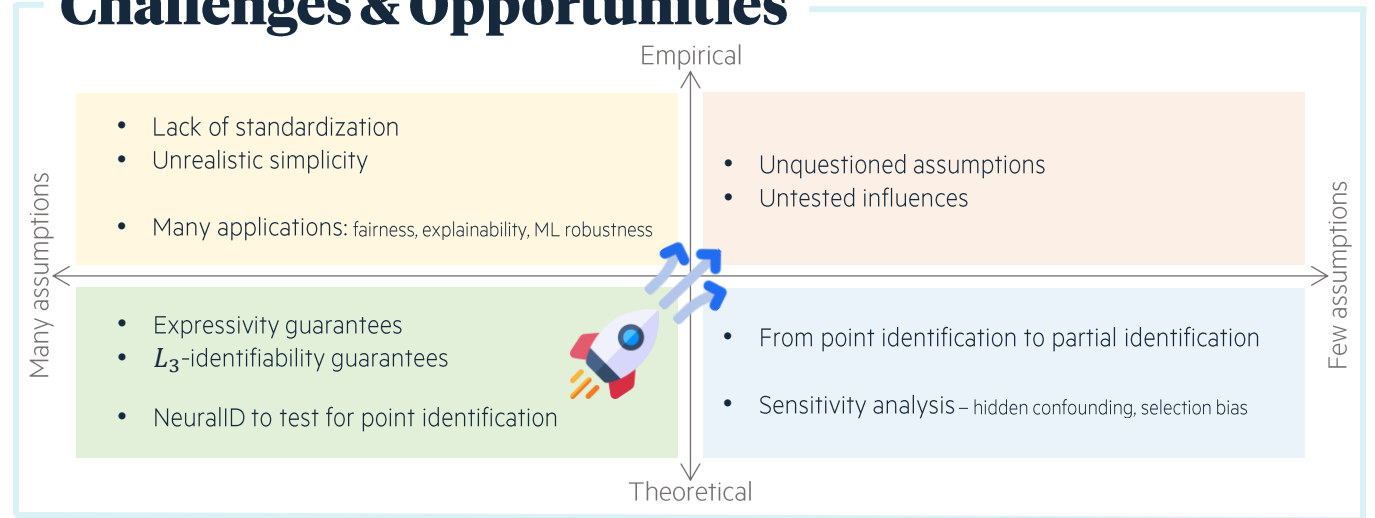 Challenges & Opportunities
Empirical
• Lack of standardization
• Unrealistic simplicity
• Many applications: fairness, explainability, ML robustness
• Unquestioned assumptions
• Untested influences
Many assumptions
Few assumptions
• Expressivity guarantees
• L₃-identifiability guarantees
• NeuralID to test for point identification
• From point identification to partial identification
• Sensitivity analysis – hidden confounding, selection bias
Theoretical